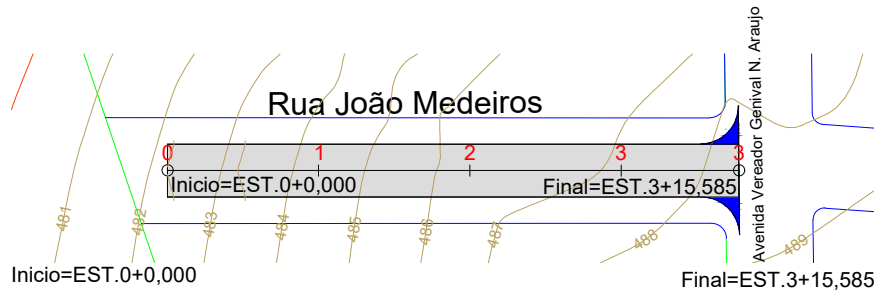 Rua João Medeiros
Avenida Vereador Genival N. Araujo
0 1 2 3 3
Inicio=EST.0+0,000
Final=EST.3+15,585
481
482
483
484
485
486
487
488
489
Inicio=EST.0+0,000
Final=EST.3+15,585